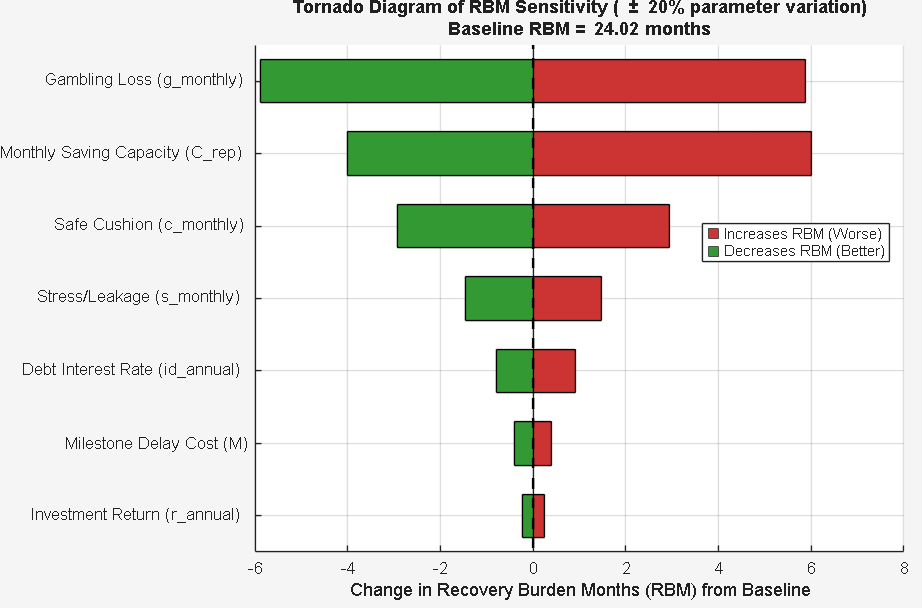 Tornado Diagram of RBM Sensitivity ( ± 20% parameter variation)
Baseline RBM = 24.02 months
Gambling Loss (g_monthly)
Monthly Saving Capacity (C_rep)
Safe Cushion (c_monthly)
Increases RBM (Worse)
Decreases RBM (Better)
Stress/Leakage (s_monthly)
Debt Interest Rate (id_annual)
Milestone Delay Cost (M)
Investment Return (r_annual)
-6 -4 -2 0 2 4 6 8
Change in Recovery Burden Months (RBM) from Baseline